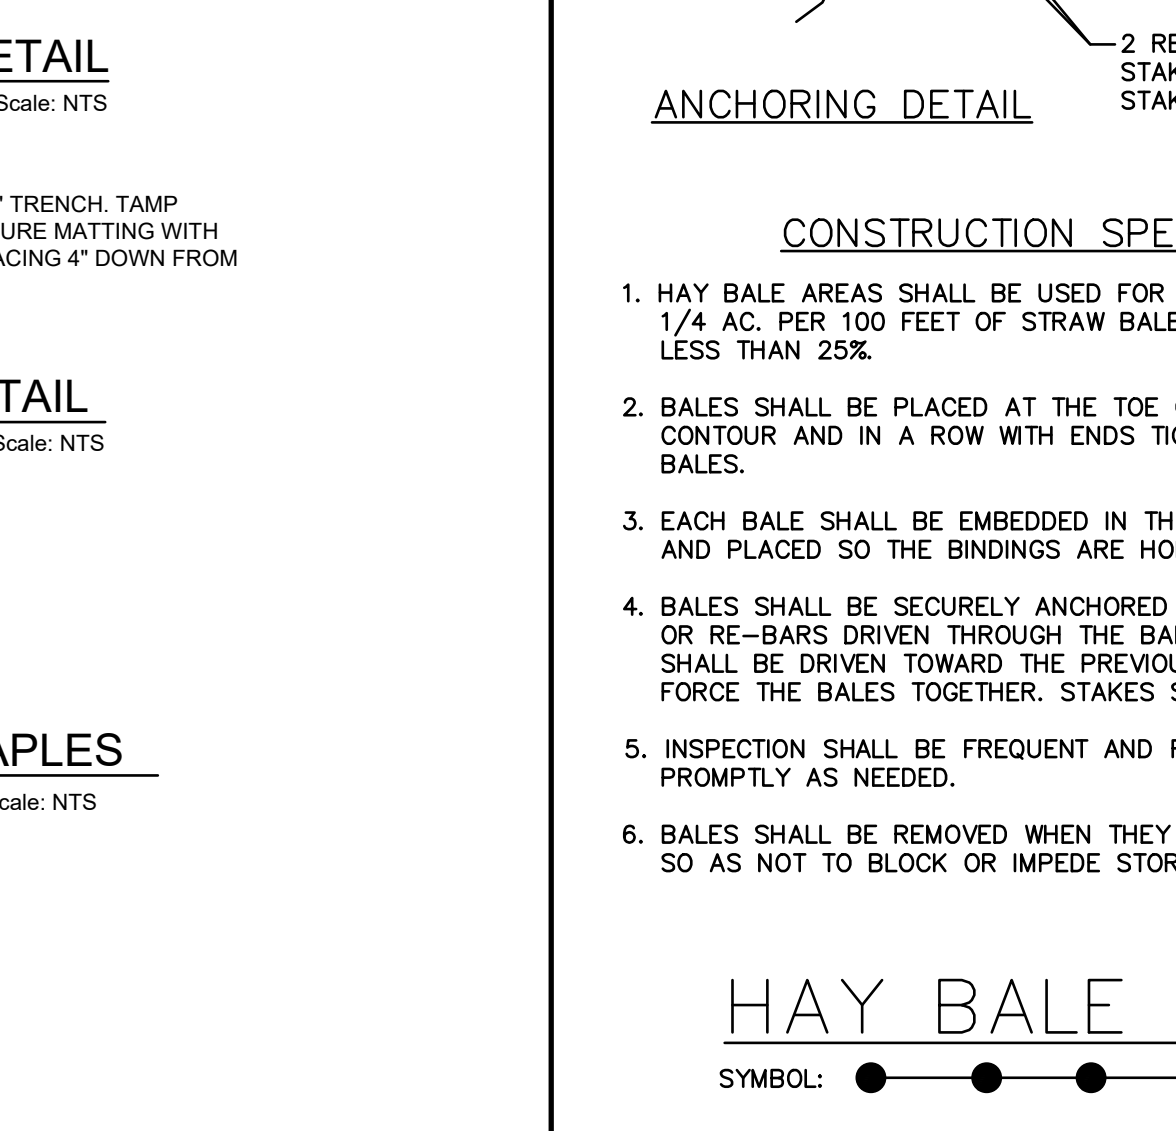 ETAIL
Scale: NTS
" TRENCH. TAMP
URE MATTING WITH
ACING 4" DOWN FROM
TAIL
Scale: NTS
APLES
cale: NTS
2 RE
STAK
STAK
ANCHORING DETAIL
CONSTRUCTION SPE
1. HAY BALE AREAS SHALL BE USED FOR
1/4 AC. PER 100 FEET OF STRAW BALE
LESS THAN 25%.
2. BALES SHALL BE PLACED AT THE TOE
CONTOUR AND IN A ROW WITH ENDS TIG
BALES.
3. EACH BALE SHALL BE EMBEDDED IN TH
AND PLACED SO THE BINDINGS ARE HO
4. BALES SHALL BE SECURELY ANCHORED
OR RE-BARS DRIVEN THROUGH THE BAL
SHALL BE DRIVEN TOWARD THE PREVIOU
FORCE THE BALES TOGETHER. STAKES S
5. INSPECTION SHALL BE FREQUENT AND R
PROMPTLY AS NEEDED.
6. BALES SHALL BE REMOVED WHEN THEY
SO AS NOT TO BLOCK OR IMPEDE STOR
HAY BALE
SYMBOL: